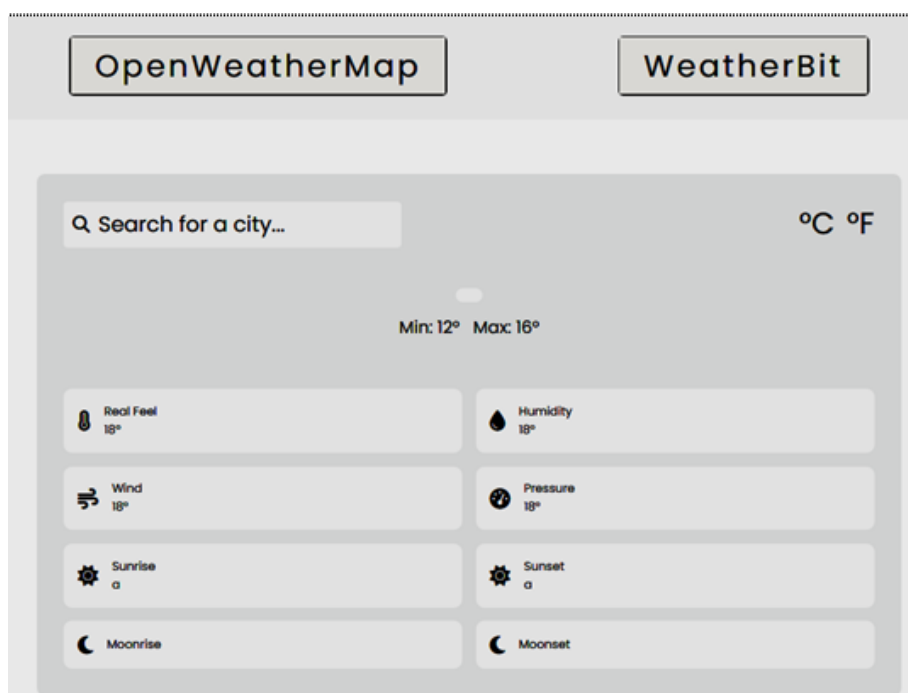 OpenWeatherMap WeatherBit
Search for a city... °C °F
Min: 12° Max: 16°
Real Feel
18°
Humidity
18°
Wind
18°
Pressure
18°
Sunrise
a
Sunset
a
Moonrise
Moonset